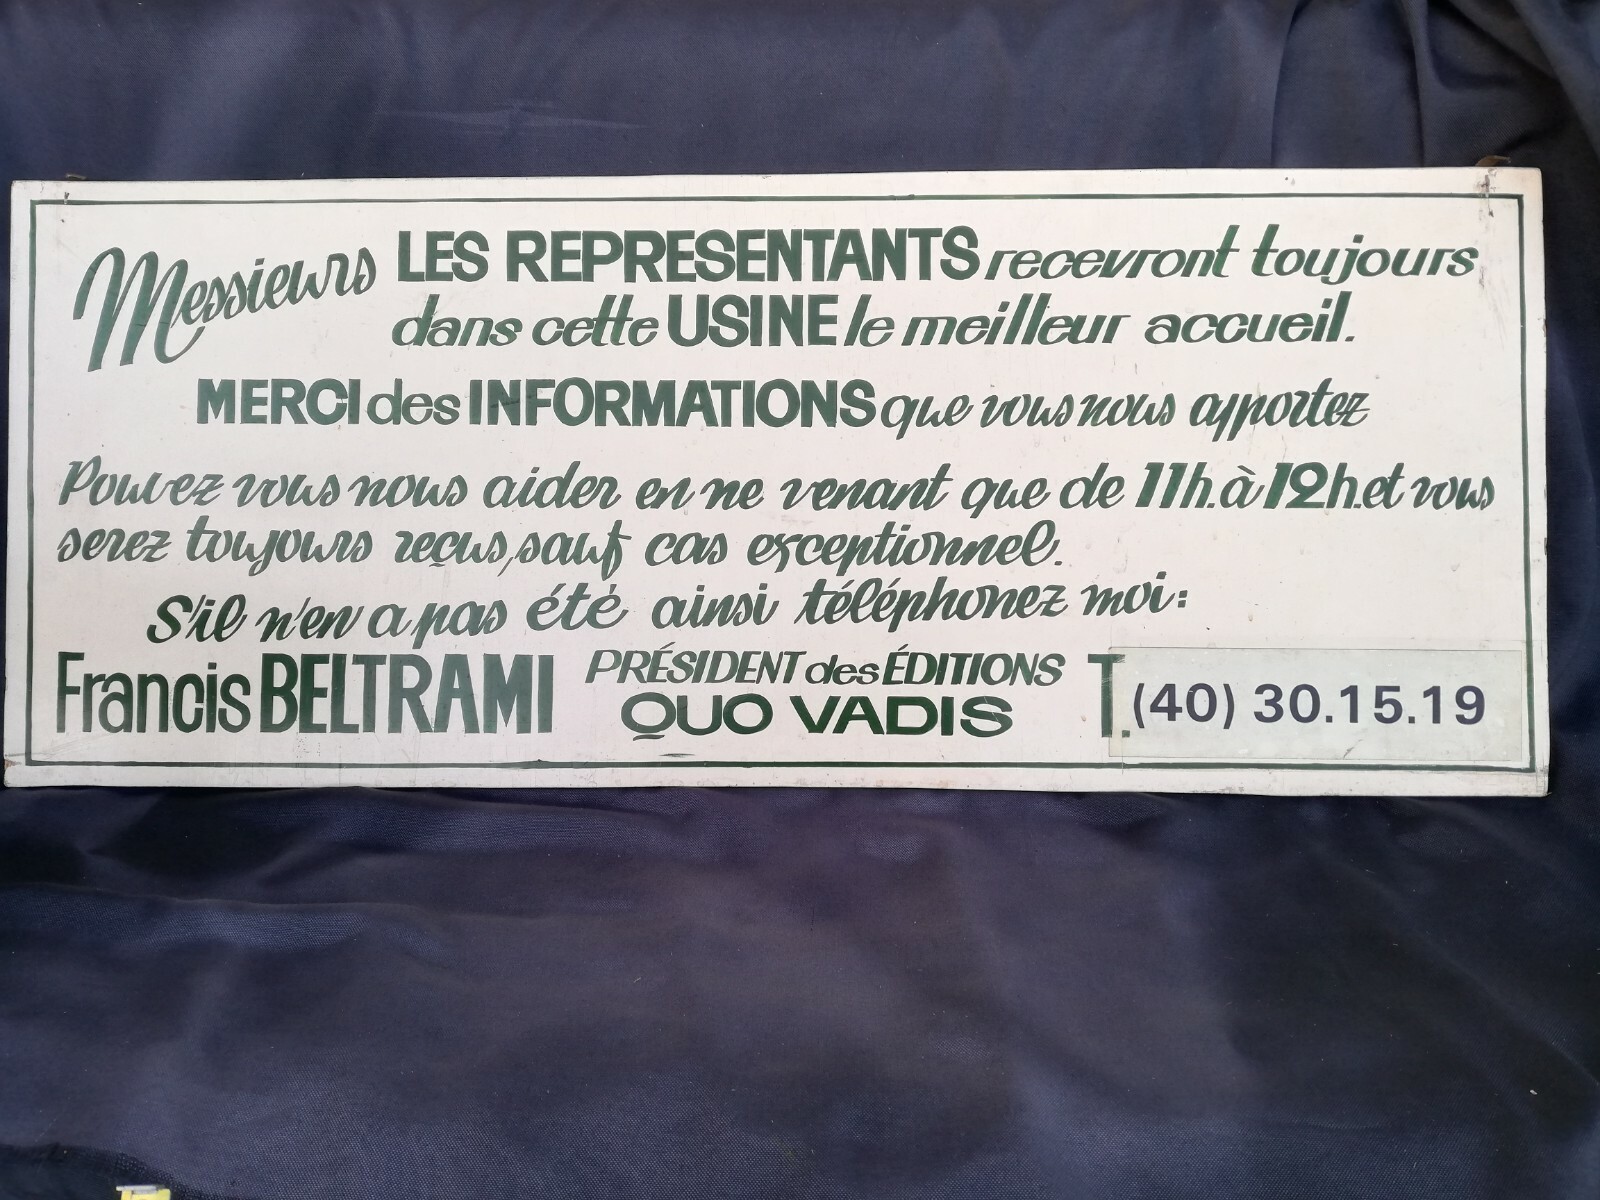 Messieurs LES REPRESENTANTS recevront toujours
dans cette USINE le meilleur accueil.
MERCI des INFORMATIONS que vous nous apportez
Pouvez vous nous aider en ne venant que de 11h. à 12h. et vous
serez toujours reçus, sauf cas exceptionnel.
S'il n'en a pas été ainsi téléphonez moi:
Francis BELTRAMI PRÉSIDENT des ÉDITIONS
QUO VADIS T. (40) 30.15.19